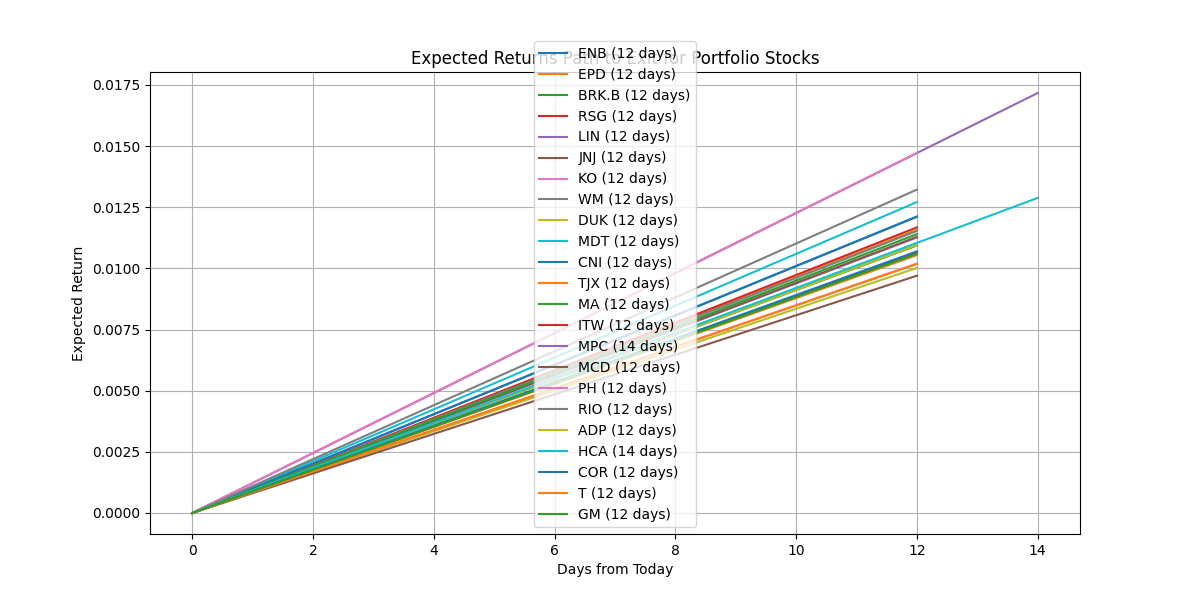 Expected Returns Path to Exit for Portfolio Stocks
ENB (12 days)
EPD (12 days)
BRK.B (12 days)
RSG (12 days)
LIN (12 days)
JNJ (12 days)
KO (12 days)
WM (12 days)
DUK (12 days)
MDT (12 days)
CNI (12 days)
TJX (12 days)
MA (12 days)
ITW (12 days)
MPC (14 days)
MCD (12 days)
PH (12 days)
RIO (12 days)
ADP (12 days)
HCA (14 days)
COR (12 days)
T (12 days)
GM (12 days)
Expected Return
0.0175
0.0150
0.0125
0.0100
0.0075
0.0050
0.0025
0.0000
0 2 4 6 8 10 12 14
Days from Today